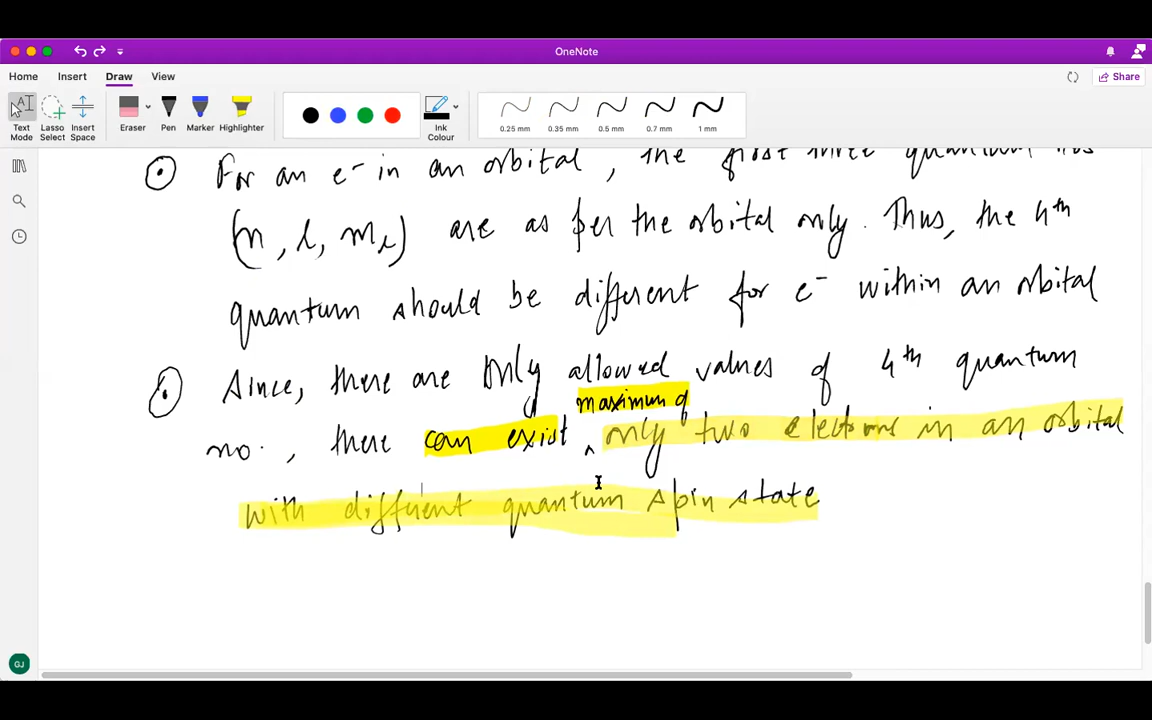 OneNote
Home Insert Draw View
Share
Text Mode
Lasso Select
Insert Space
Eraser
Pen
Marker
Highlighter
Ink Colour
0.25 mm 0.35 mm 0.5 mm 0.7 mm 1 mm
For an e⁻ in an orbital, the first three quantum nos
(n, l, mₗ) are as per the orbital only. Thus, the 4th
quantum should be different for e⁻ within an orbital
Since, there are only allowed values of 4th quantum
maximum of
no., there can exist ^ only two electrons in an orbital
with different quantum spin state
GJ